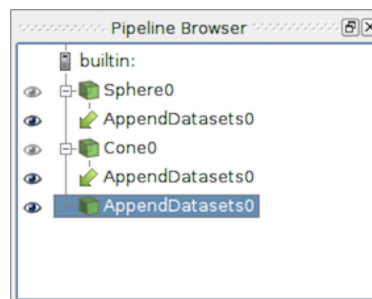 Pipeline Browser
builtin:
Sphere0
AppendDatasets0
Cone0
AppendDatasets0
AppendDatasets0